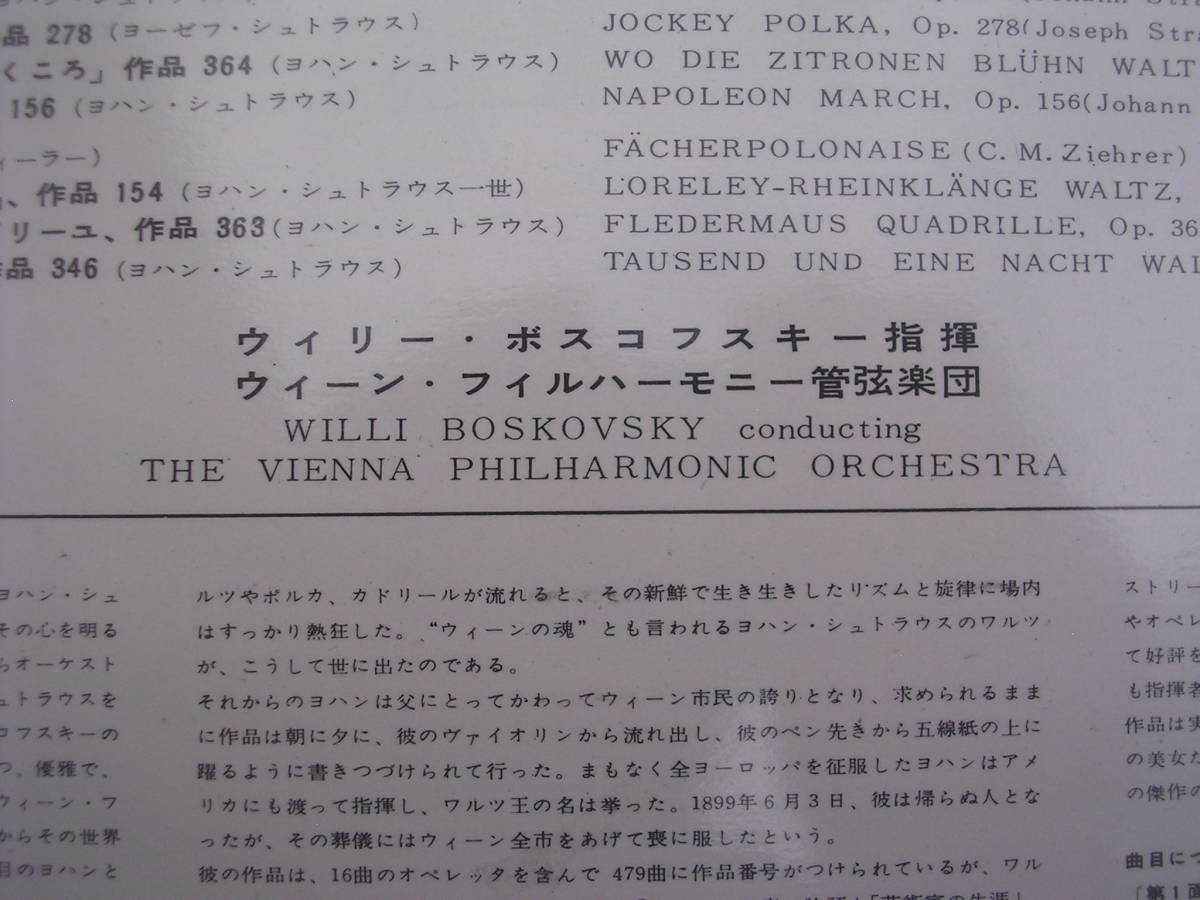 品 278 (ヨーゼフ・シュトラウス)
くころ」作品 364 (ヨハン・シュトラウス)
156 (ヨハン・シュトラウス)
ィーラー)
、作品 154 (ヨハン・シュトラウス一世)
リーユ、作品 363 (ヨハン・シュトラウス)
作品 346 (ヨハン・シュトラウス)
JOCKEY POLKA, Op. 278(Joseph Stra
WO DIE ZITRONEN BLÜHN WALT
NAPOLEON MARCH, Op. 156(Johann
FÄCHERPOLONAISE (C. M. Ziehrer)
LORELEY-RHEINKLÄNGE WALTZ,
FLEDERMAUS QUADRILLE, Op. 36
TAUSEND UND EINE NACHT WAL
ウィリー・ボスコフスキー指揮
ウィーン・フィルハーモニー管弦楽団
WILLI BOSKOVSKY conducting
THE VIENNA PHILHARMONIC ORCHESTRA
ヨハン・シュ
その心を明る
らオーケスト
ュトラウスを
コフスキーの
つ、優雅で、
ウィーン・フ
からその世界
目のヨハンと
ルツやポルカ、カドリールが流れると、その新鮮で生き生きしたリズムと旋律に場内
はすっかり熱狂した。“ウィーンの魂”とも言われるヨハン・シュトラウスのワルツ
が、こうして世に出たのである。
それからのヨハンは父にとってかわってウィーン市民の誇りとなり、求められるまま
に作品は朝に夕に、彼のヴァイオリンから流れ出し、彼のペン先きから五線紙の上に
躍るように書きつづけられて行った。まもなく全ヨーロッパを征服したヨハンはアメ
リカにも渡って指揮し、ワルツ王の名は挙った。1899年6月3日、彼は帰らぬ人とな
ったが、その葬儀にはウィーン全市をあげて喪に服したという。
彼の作品は、16曲のオペレッタを含んで 479曲に作品番号がつけられているが、ワル
ストリー
やオペレ
て好評を
も指揮者
作品は実
の美女た
の傑作の
曲目につ
〔第1面